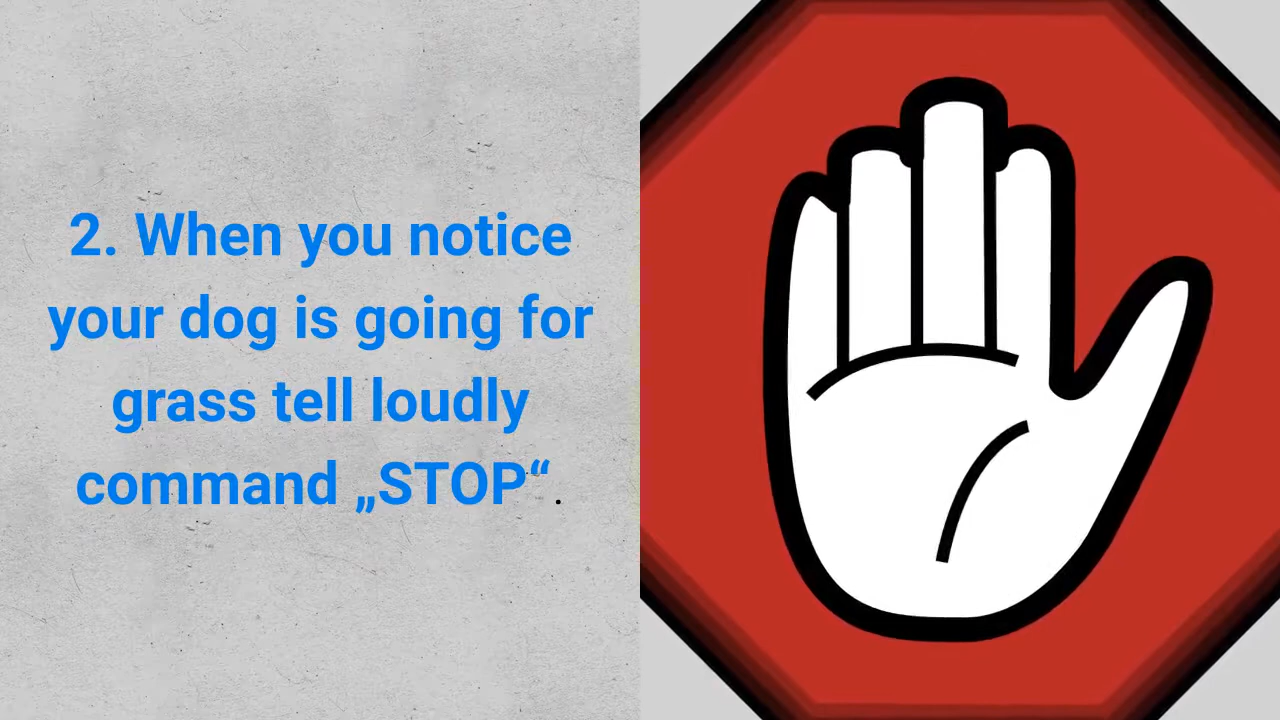 2. When you notice
your dog is going for
grass tell loudly
command „STOP“ .